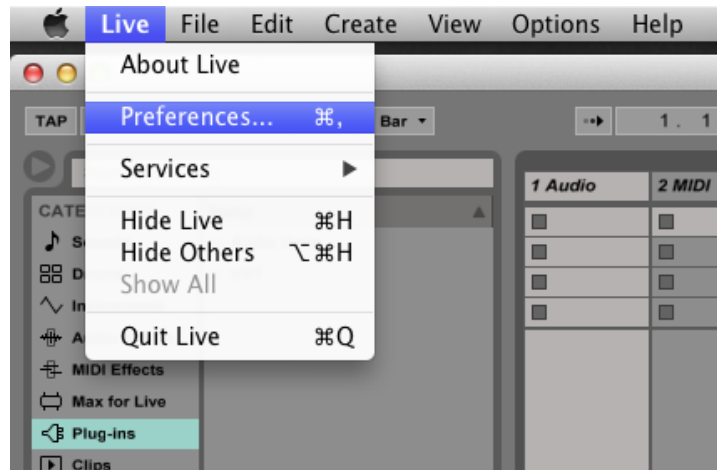 Live File Edit Create View Options Help
About Live
Preferences... ⌘,
Services
Hide Live ⌘H
Hide Others ⌥⌘H
Show All
Quit Live ⌘Q
TAP
Bar
1. 1
1 Audio
2 MIDI
MIDI Effects
Max for Live
Plug-ins
Clips